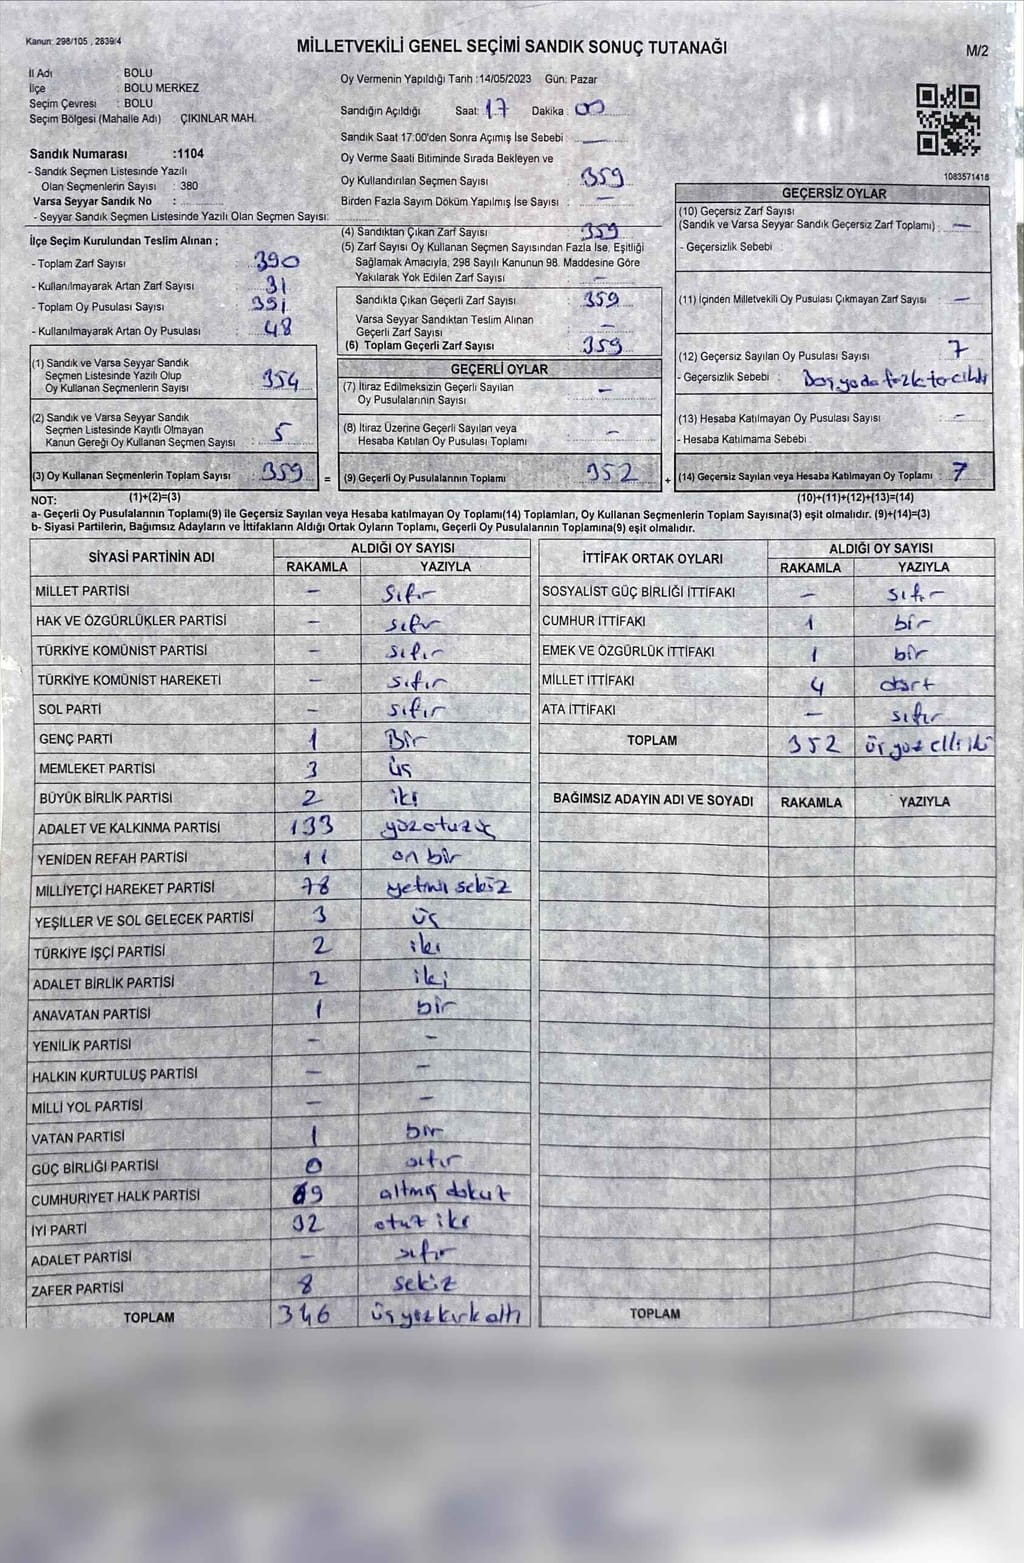 Kanun: 298/105 , 2839/4
MİLLETVEKİLİ GENEL SEÇİMİ SANDIK SONUÇ TUTANAĞI
M/2
İl Adı : BOLU
İlçe : BOLU MERKEZ
Seçim Çevresi : BOLU
Seçim Bölgesi (Mahalle Adı) ÇIKINLAR MAH.
Sandık Numarası :1104
- Sandık Seçmen Listesinde Yazılı
Olan Seçmenlerin Sayısı : 380
Varsa Seyyar Sandık No :
- Seyyar Sandık Seçmen Listesinde Yazılı Olan Seçmen Sayısı:
Oy Vermenin Yapıldığı Tarih :14/05/2023 Gün: Pazar
Sandığın Açıldığı Saat: 17 Dakika : 00
Sandık Saat 17.00'den Sonra Açımış İse Sebebi : —
Oy Verme Saati Bitiminde Sırada Bekleyen ve
Oy Kullandırılan Seçmen Sayısı : 359
Birden Fazla Sayım Döküm Yapılmış İse Sayısı : —
1083571418
İlçe Seçim Kurulundan Teslim Alınan ;
- Toplam Zarf Sayısı : 390
- Kullanılmayarak Artan Zarf Sayısı : 31
- Toplam Oy Pusulası Sayısı : 391
- Kullanılmayarak Artan Oy Pusulası : 48
(1) Sandık ve Varsa Seyyar Sandık
Seçmen Listesinde Yazılı Olup
Oy Kullanan Seçmenlerin Sayısı : 354
(2) Sandık ve Varsa Seyyar Sandık
Seçmen Listesinde Kayıtlı Olmayan
Kanun Gereği Oy Kullanan Seçmen Sayısı : 5
(3) Oy Kullanan Seçmenlerin Toplam Sayısı 359 =
(4) Sandıktan Çıkan Zarf Sayısı : 359
(5) Zarf Sayısı Oy Kullanan Seçmen Sayısından Fazla İse, Eşitliği
Sağlamak Amacıyla, 298 Sayılı Kanunun 98. Maddesine Göre
Yakılarak Yok Edilen Zarf Sayısı : —
Sandıkta Çıkan Geçerli Zarf Sayısı : 359
Varsa Seyyar Sandıktan Teslim Alınan
Geçerli Zarf Sayısı : —
(6) Toplam Geçerli Zarf Sayısı : 359
GEÇERLİ OYLAR
(7) İtiraz Edilmeksizin Geçerli Sayılan
Oy Pusulalarının Sayısı : —
(8) İtiraz Üzerine Geçerli Sayılan veya
Hesaba Katılan Oy Pusulası Toplamı : —
(9) Geçerli Oy Pusulalarının Toplamı : 352 +
GEÇERSİZ OYLAR
(10) Geçersiz Zarf Sayısı
(Sandık ve Varsa Seyyar Sandık Geçersiz Zarf Toplamı) : —
- Geçersizlik Sebebi :
(11) İçinden Milletvekili Oy Pusulası Çıkmayan Zarf Sayısı : —
(12) Geçersiz Sayılan Oy Pusulası Sayısı : 7
- Geçersizlik Sebebi : Boş yada fazla tercihli
(13) Hesaba Katılmayan Oy Pusulası Sayısı : —
- Hesaba Katılmama Sebebi :
(14) Geçersiz Sayılan veya Hesaba Katılmayan Oy Toplamı : 7
NOT: (1)+(2)=(3) (10)+(11)+(12)+(13)=(14)
a- Geçerli Oy Pusulalarının Toplamı(9) ile Geçersiz Sayılan veya Hesaba katılmayan Oy Toplamı(14) Toplamları, Oy Kullanan Seçmenlerin Toplam Sayısına(3) eşit olmalıdır. (9)+(14)=(3)
b- Siyasi Partilerin, Bağımsız Adayların ve İttifakların Aldığı Ortak Oyların Toplamı, Geçerli Oy Pusulalarının Toplamına(9) eşit olmalıdır.
SİYASİ PARTİNİN ADI ALDIĞI OY SAYISI
RAKAMLA YAZIYLA
MİLLET PARTİSİ — sıfır
HAK VE ÖZGÜRLÜKLER PARTİSİ — sıfır
TÜRKİYE KOMÜNİST PARTİSİ — sıfır
TÜRKİYE KOMÜNİST HAREKETİ — sıfır
SOL PARTİ — sıfır
GENÇ PARTİ 1 Bir
MEMLEKET PARTİSİ 3 üç
BÜYÜK BİRLİK PARTİSİ 2 iki
ADALET VE KALKINMA PARTİSİ 133 yüzotuzüç
YENİDEN REFAH PARTİSİ 11 on bir
MİLLİYETÇİ HAREKET PARTİSİ 78 yetmi sekiz
YEŞİLLER VE SOL GELECEK PARTİSİ 3 üç
TÜRKİYE İŞÇİ PARTİSİ 2 iki
ADALET BİRLİK PARTİSİ 2 iki
ANAVATAN PARTİSİ 1 bir
YENİLİK PARTİSİ — —
HALKIN KURTULUŞ PARTİSİ — —
MİLLİ YOL PARTİSİ — —
VATAN PARTİSİ 1 bir
GÜÇ BİRLİĞİ PARTİSİ 0 sıfır
CUMHURİYET HALK PARTİSİ 69 altmış dokuz
İYİ PARTİ 32 otuz iki
ADALET PARTİSİ — sıfır
ZAFER PARTİSİ 8 sekiz
TOPLAM 346 üçyüzkırkaltı
İTTİFAK ORTAK OYLARI ALDIĞI OY SAYISI
RAKAMLA YAZIYLA
SOSYALİST GÜÇ BİRLİĞİ İTTİFAKI — sıfır
CUMHUR İTTİFAKI 1 bir
EMEK VE ÖZGÜRLÜK İTTİFAKI 1 bir
MİLLET İTTİFAKI 4 dört
ATA İTTİFAKI — sıfır
TOPLAM 352 üçyüzelliiki
BAĞIMSIZ ADAYIN ADI VE SOYADI RAKAMLA YAZIYLA
TOPLAM